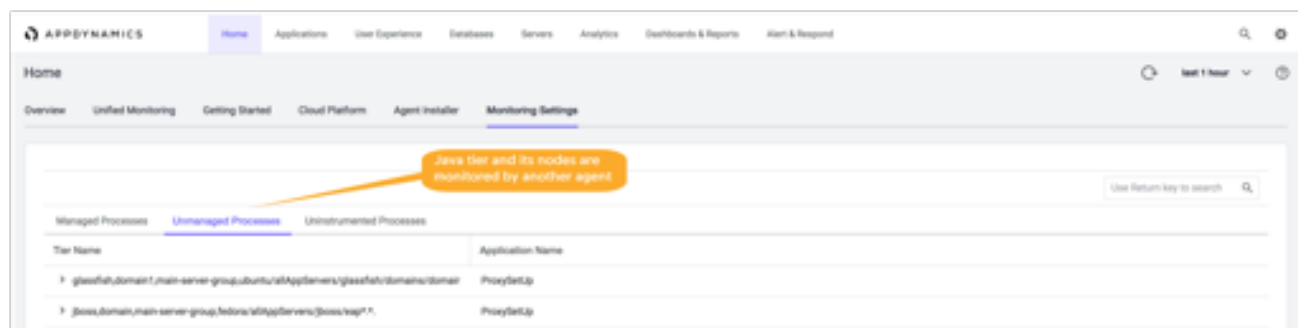 APPDYNAMICS Home Applications User Experience Databases Servers Analytics Dashboards & Reports Alert & Respond
Home last 1 hour
Overview Unified Monitoring Getting Started Cloud Platform Agent Installer Monitoring Settings
Java tier and its nodes are
monitored by another agent
Use Return key to search
Managed Processes Unmanaged Processes Uninstrumented Processes
Tier Name Application Name
glassfish,domain1,main-server-group,ubuntu/allAppServers/glassfish/domains/domain ProxySetUp
jboss,domain,main-server-group,fedora/allAppServers/jboss/eap*.*. ProxySetUp